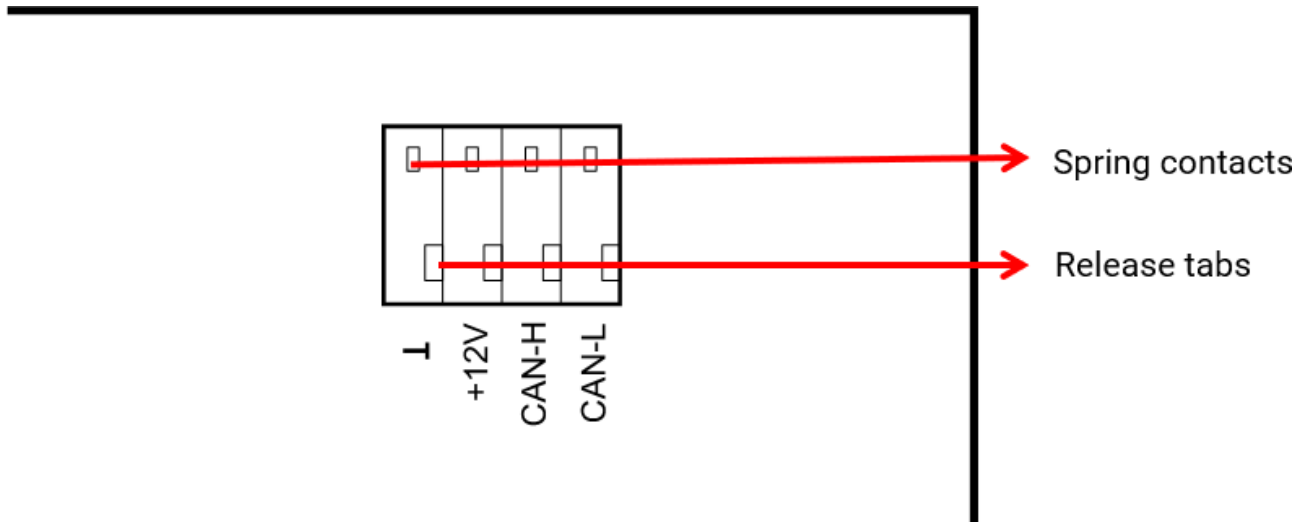 Spring contacts
Release tabs
⊥
+12V
CAN-H
CAN-L